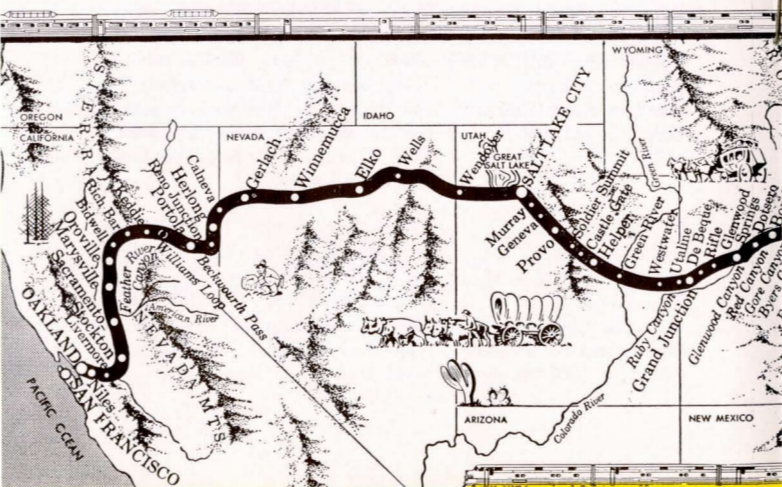 WYOMING
OREGON
CALIFORNIA
NEVADA
IDAHO
UTAH
GREAT
SALT LAKE
Green River
SIERRA
NEVADA MTS
PACIFIC OCEAN
SAN FRANCISCO
OAKLAND
Niles
Livermore
Stockton
Sacramento
Marysville
Oroville
Bidwell
Rich Bar
Keddie
Feather River
Canyon
Williams Loop
American River
Portola
Reno Junction
Herlong
Calneva
Beckwourth Pass
Gerlach
Winnemucca
Elko
Wells
Wendover
SALT LAKE CITY
Murray
Geneva
Provo
Soldier Summit
Castle Gate
Helper
Green River
Westwater
Utaline
Ruby Canyon
Grand Junction
De Beque
Rifle
Glenwood
Springs
Glenwood Canyon
Red Canyon
Gore
Colorado River
ARIZONA
NEW MEXICO